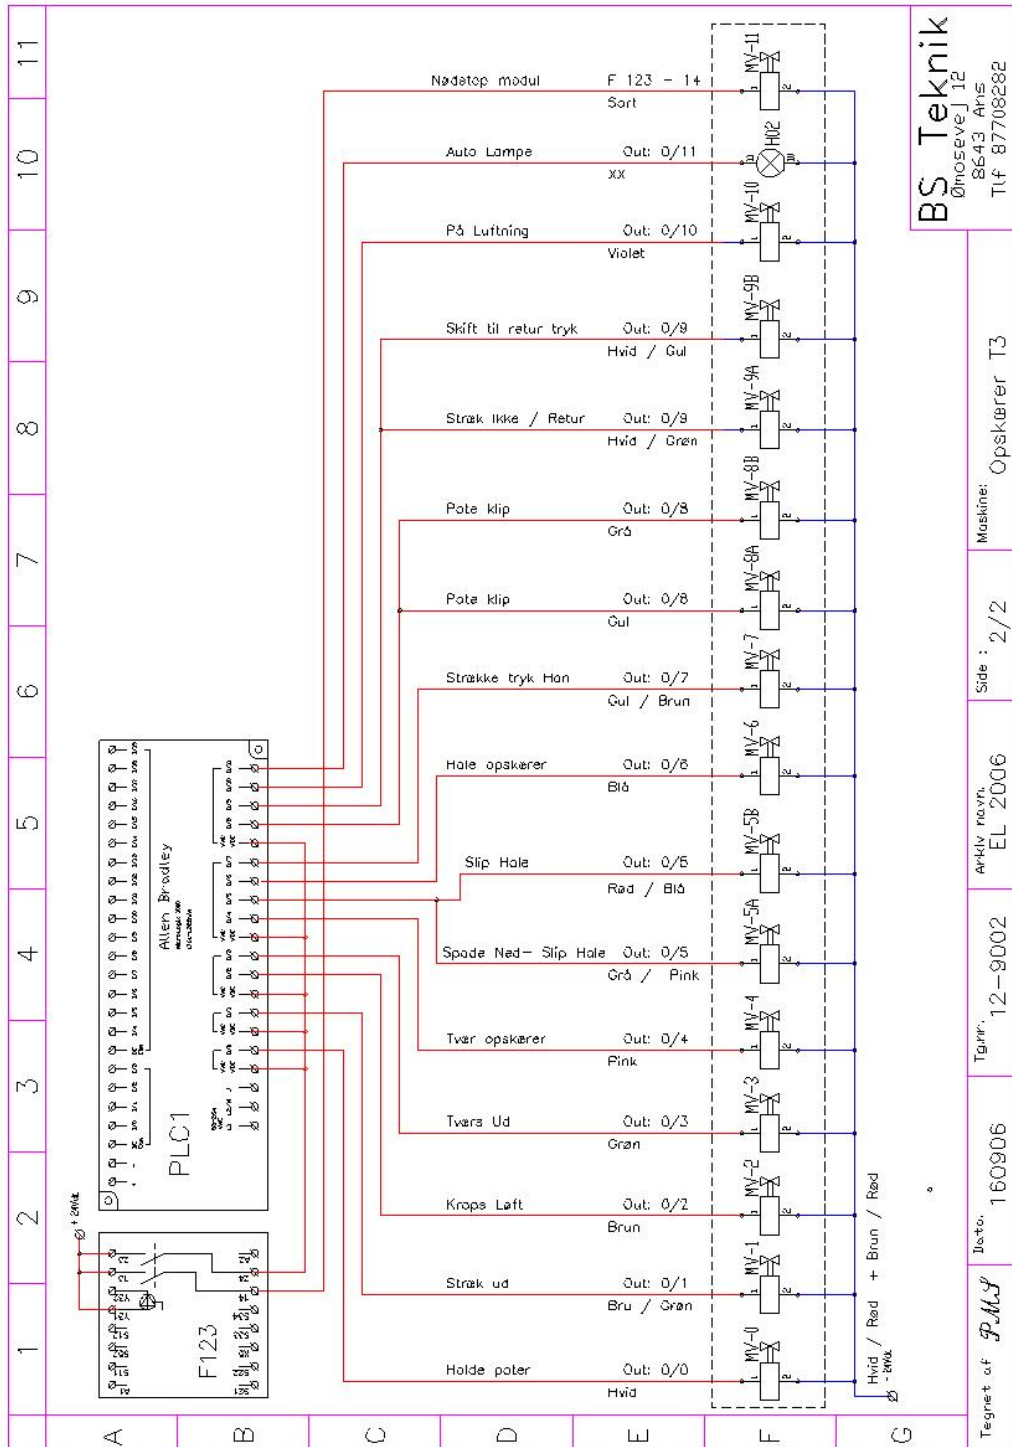 11
10
9
8
7
6
5
4
3
2
1
A
B
C
D
E
F
G
BS Teknik
Ømosevej 12
8643 Ans
Tlf 87708282
Nødstop modul
F 123 - 14
Sort
MV-11
Auto Lampe
Out: 0/11
XX
H02
På Luftning
Out: 0/10
Violet
MV-10
Skift til retur tryk
Out: 0/9
Hvid / Gul
MV-9B
Stræk ikke / Retur
Out: 0/9
Hvid / Grøn
MV-9A
Pote klip
Out: 0/8
Grå
MV-8B
Pote klip
Out: 0/8
Gul
MV-8A
Strække tryk Han
Out: 0/7
Gul / Brun
MV-7
Hale opskærer
Out: 0/6
Blå
MV-6
Slip Hale
Out: 0/5
Rød / Blå
MV-5B
Spade Ned- Slip Hale
Out: 0/5
Grå / Pink
MV-5A
Tvær opskærer
Out: 0/4
Pink
MV-4
Tværs Ud
Out: 0/3
Grøn
MV-3
Krops Løft
Out: 0/2
Brun
MV-2
Stræk ud
Out: 0/1
Bru / Grøn
MV-1
Holde poter
Out: 0/0
Hvid
MV-0
Allen Bradley
PLC1
F123
+ 24Vdc
Hvid / Rød + Brun / Rød
- 24Vdc
Tegnet af PMS
Dato. 160906
Tg.nr. 12-9002
Arkiv navn. EL 2006
Side : 2/2
Maskine: Opskærer T3